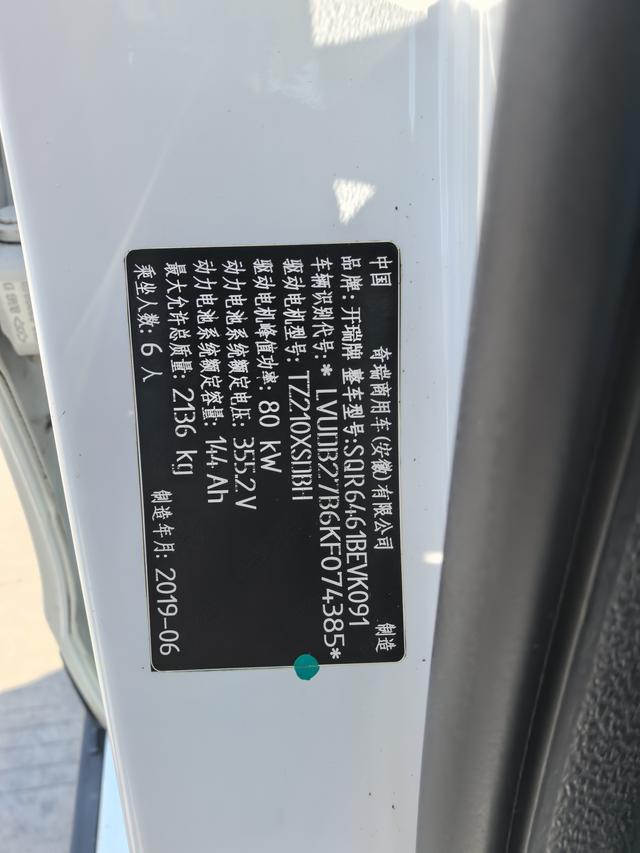 中国 奇瑞商用车(安徽)有限公司 制造
品牌:开瑞牌 整车型号:SQR6461BEVK091
车辆识别代号:*LVUDB27B6KF074385*
驱动电机型号:TZ210XSIBH
驱动电机峰值功率:80 kW
动力电池系统额定电压:355.2V
动力电池系统额定容量:144Ah
最大允许总质量:2136 kg
乘坐人数:6 人 制造年月:2019-06